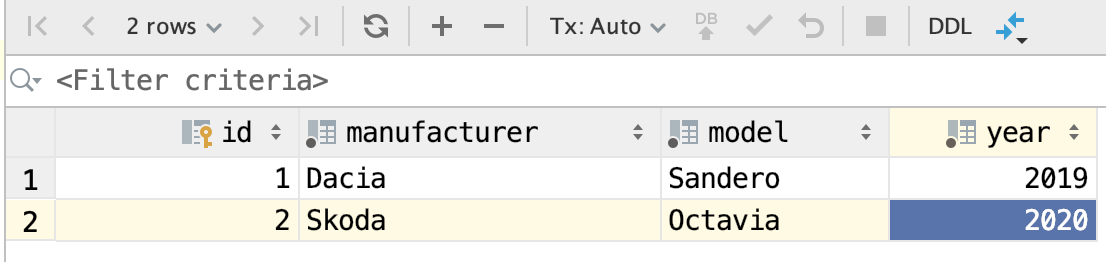 2 rows Tx: Auto DB DDL
<Filter criteria>
id manufacturer model year
1 1 Dacia Sandero 2019
2 2 Skoda Octavia 2020